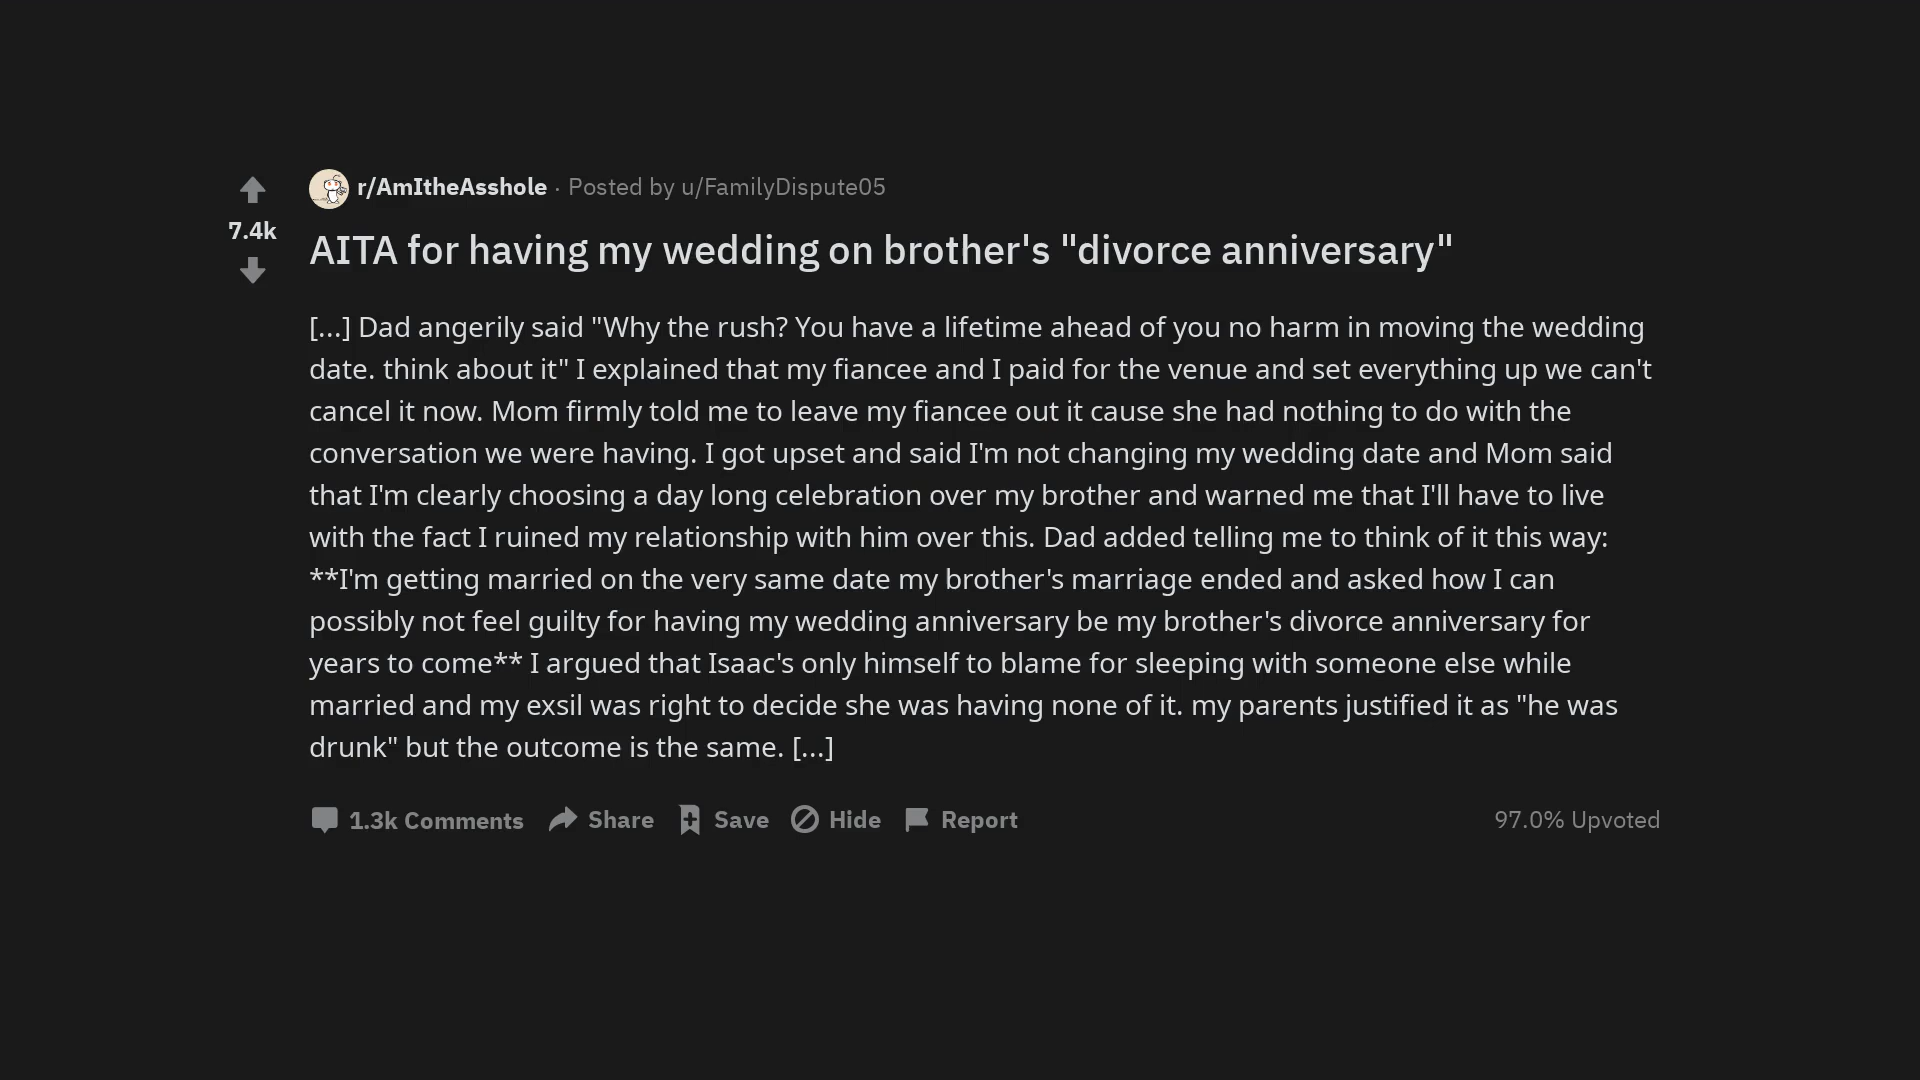 r/AmItheAsshole · Posted by u/FamilyDispute05
7.4k
AITA for having my wedding on brother's "divorce anniversary"
[...] Dad angerily said "Why the rush? You have a lifetime ahead of you no harm in moving the wedding
date. think about it" I explained that my fiancee and I paid for the venue and set everything up we can't
cancel it now. Mom firmly told me to leave my fiancee out it cause she had nothing to do with the
conversation we were having. I got upset and said I'm not changing my wedding date and Mom said
that I'm clearly choosing a day long celebration over my brother and warned me that I'll have to live
with the fact I ruined my relationship with him over this. Dad added telling me to think of it this way:
**I'm getting married on the very same date my brother's marriage ended and asked how I can
possibly not feel guilty for having my wedding anniversary be my brother's divorce anniversary for
years to come** I argued that Isaac's only himself to blame for sleeping with someone else while
married and my exsil was right to decide she was having none of it. my parents justified it as "he was
drunk" but the outcome is the same. [...]
1.3k Comments Share Save Hide Report 97.0% Upvoted